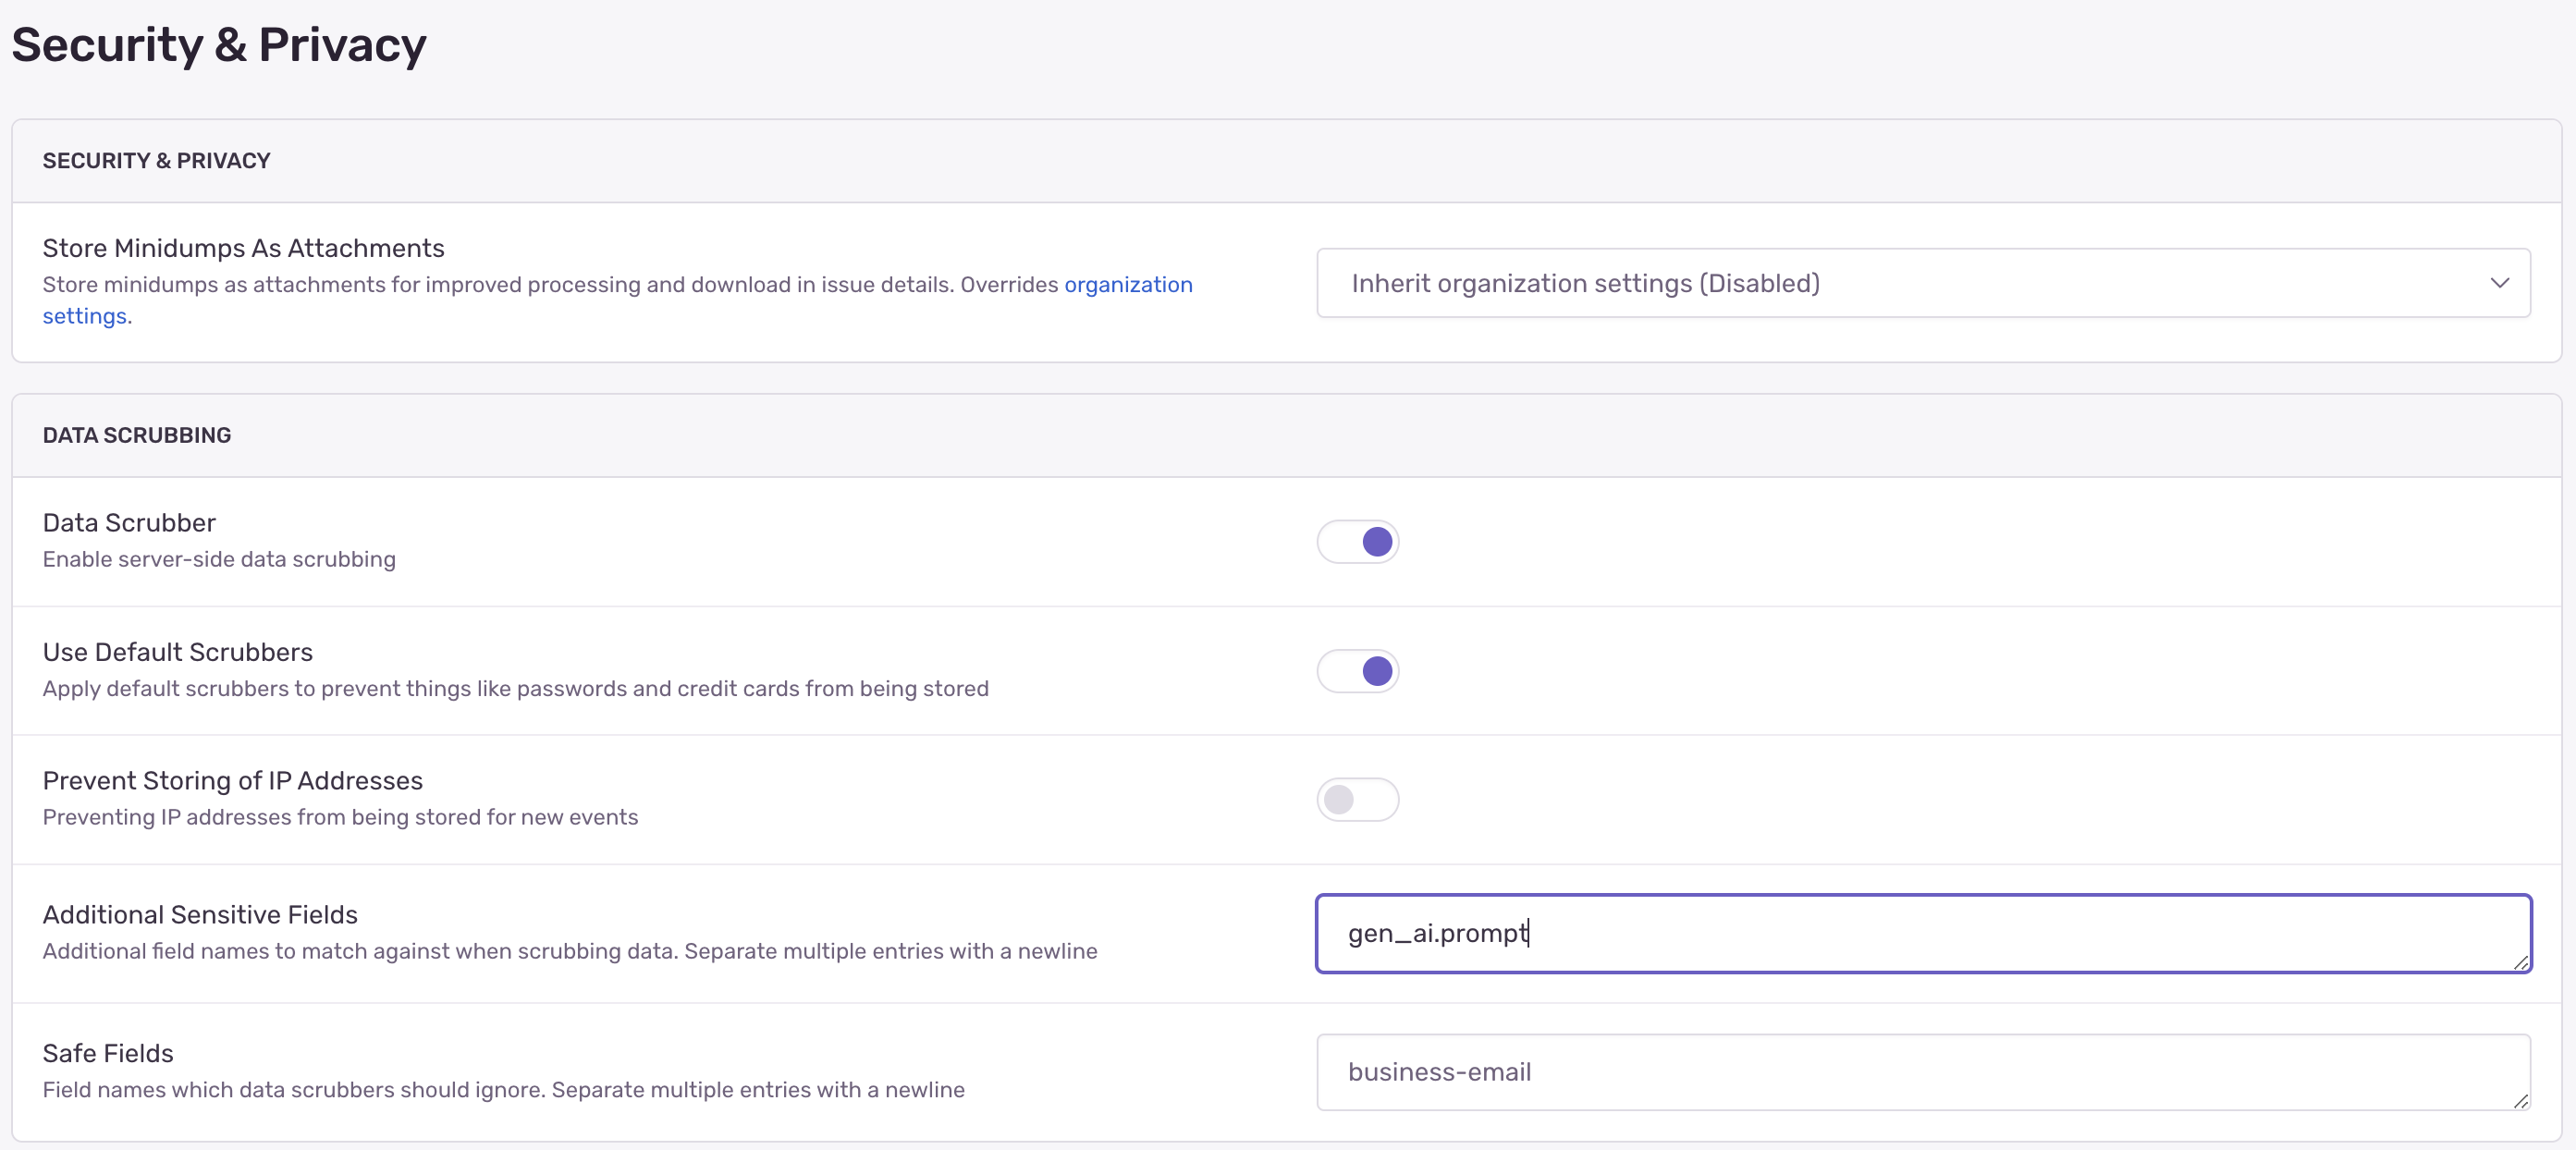 Security & Privacy
SECURITY & PRIVACY
Store Minidumps As Attachments
Store minidumps as attachments for improved processing and download in issue details. Overrides organization
settings.
Inherit organization settings (Disabled)
DATA SCRUBBING
Data Scrubber
Enable server-side data scrubbing
Use Default Scrubbers
Apply default scrubbers to prevent things like passwords and credit cards from being stored
Prevent Storing of IP Addresses
Preventing IP addresses from being stored for new events
Additional Sensitive Fields
Additional field names to match against when scrubbing data. Separate multiple entries with a newline
gen_ai.prompt
Safe Fields
Field names which data scrubbers should ignore. Separate multiple entries with a newline
business-email